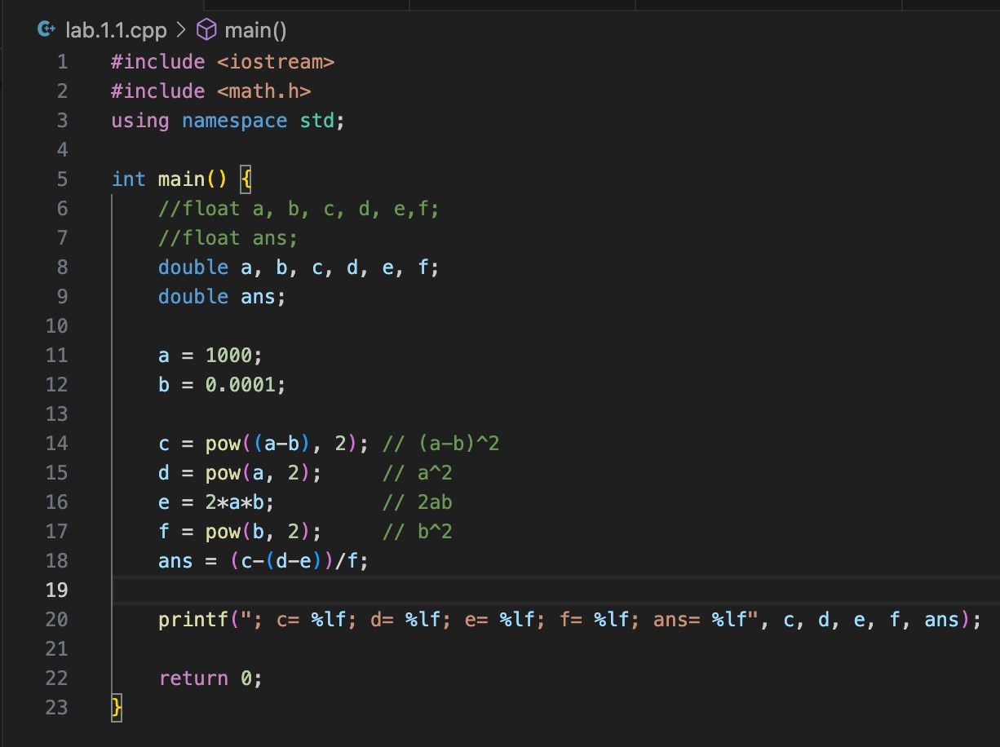 lab.1.1.cpp > main()
1 #include <iostream>
2 #include <math.h>
3 using namespace std;
4
5 int main() {
6     //float a, b, c, d, e,f;
7     //float ans;
8     double a, b, c, d, e, f;
9     double ans;
10
11     a = 1000;
12     b = 0.0001;
13
14     c = pow((a-b), 2); // (a-b)^2
15     d = pow(a, 2);     // a^2
16     e = 2*a*b;         // 2ab
17     f = pow(b, 2);     // b^2
18     ans = (c-(d-e))/f;
19
20     printf("; c= %lf; d= %lf; e= %lf; f= %lf; ans= %lf", c, d, e, f, ans);
21
22     return 0;
23 }